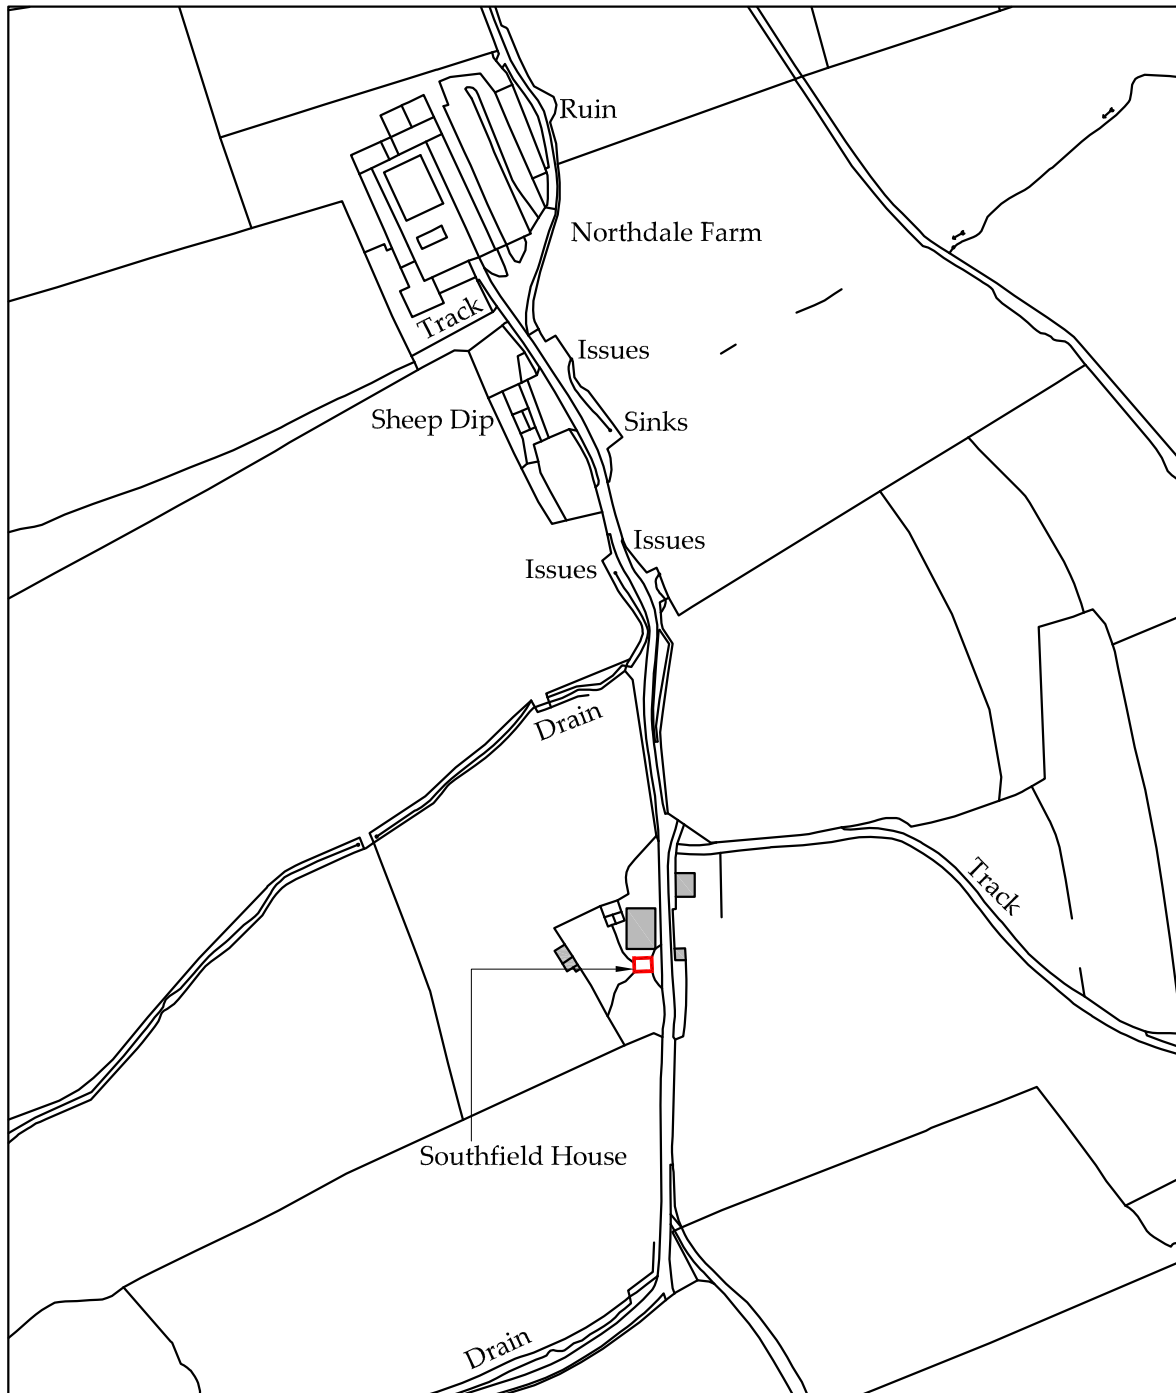 Ruin
Northdale Farm
Track
Issues
Sheep Dip
Sinks
Issues
Issues
Drain
Track
Southfield House
Drain